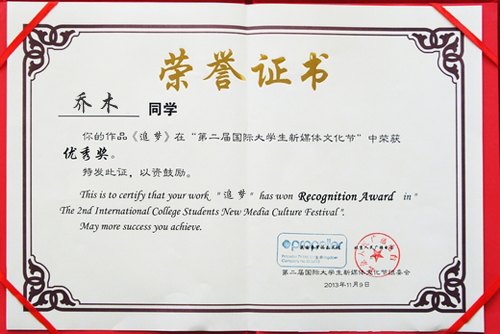 荣誉证书
乔木 同学
你的作品《追梦》在"第二届国际大学生新媒体文化节"中荣获
优秀奖。
特发此证，以资鼓励。
This is to certify that your work "追梦" has won Recognition Award in"
The 2nd International College Students New Media Culture Festival".
May more success you achieve.
propeller
第二届国际大学生新媒体文化节组委会
2013年11月9日